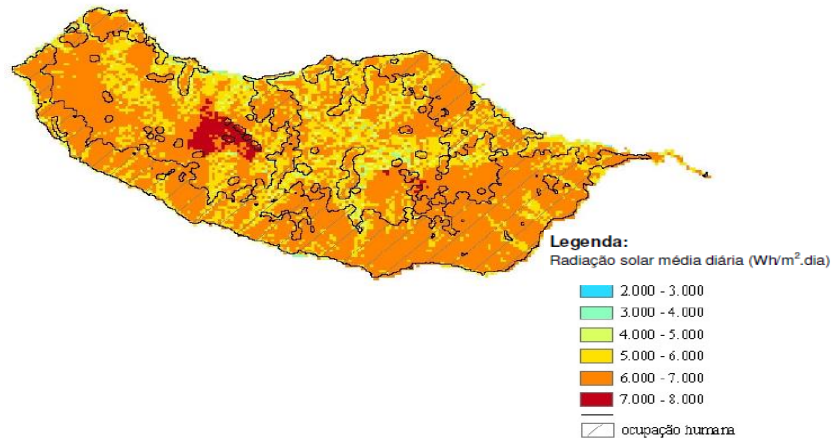 Legenda:
Radiação solar média diária (Wh/m².dia)
2.000 - 3.000
3.000 - 4.000
4.000 - 5.000
5.000 - 6.000
6.000 - 7.000
7.000 - 8.000
ocupação humana